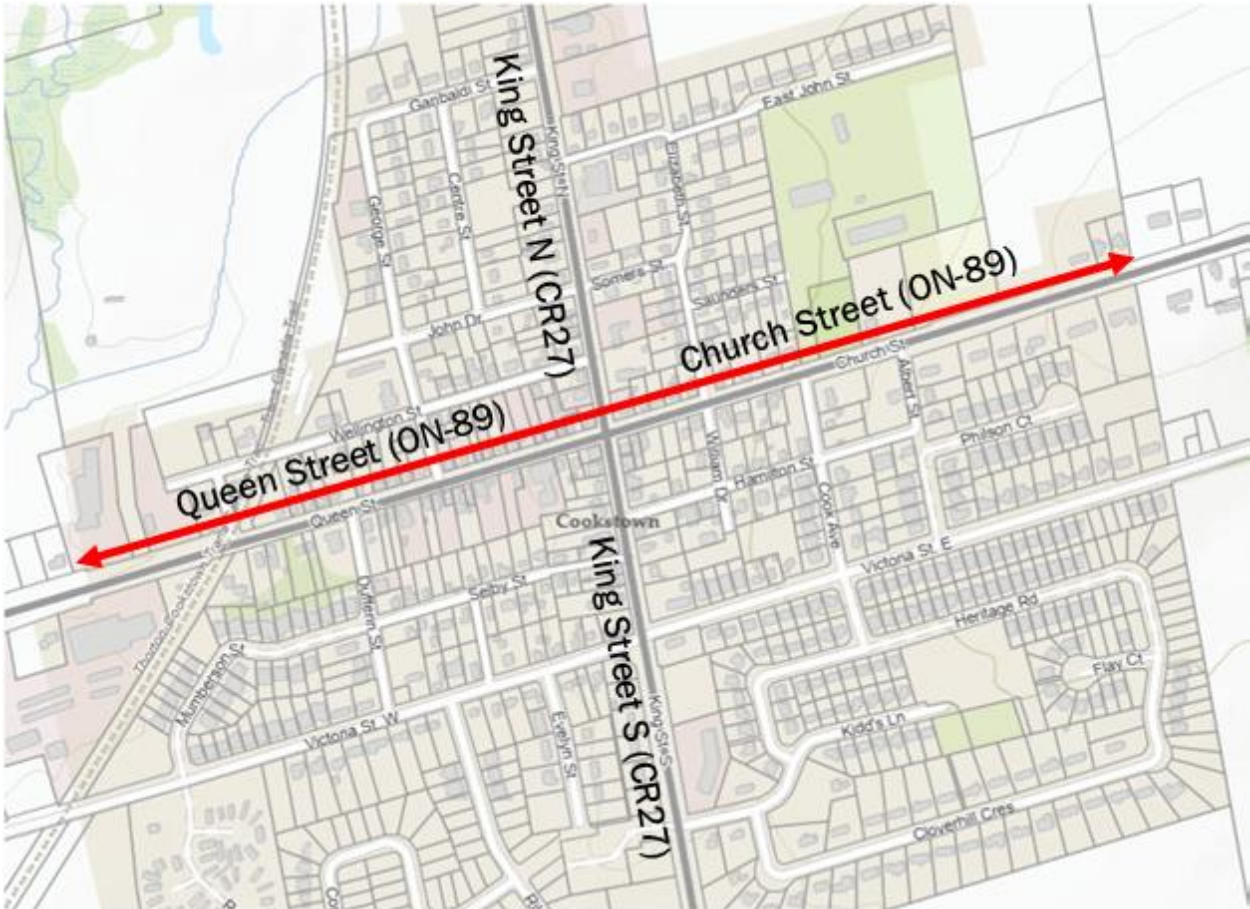 King Street N (CR27)
Garibaldi St
East John St
King St N
Elizabeth St
Centre St
George St
Somers St
Saunders St
Church Street (ON-89)
John Dr
Church St
Albert St
Wellington St
Queen Street (ON-89)
Philson Ct
William Dr
Hamilton St
Queen St
Cookstown
Cook Ave
King Street S (CR27)
Victoria St E
Selby St
Dufferin St
Heritage Rd
Mumberson
Flay Ct
King St S
Evelyn St
Kidd's Ln
Victoria St W
Cloverhill Cres